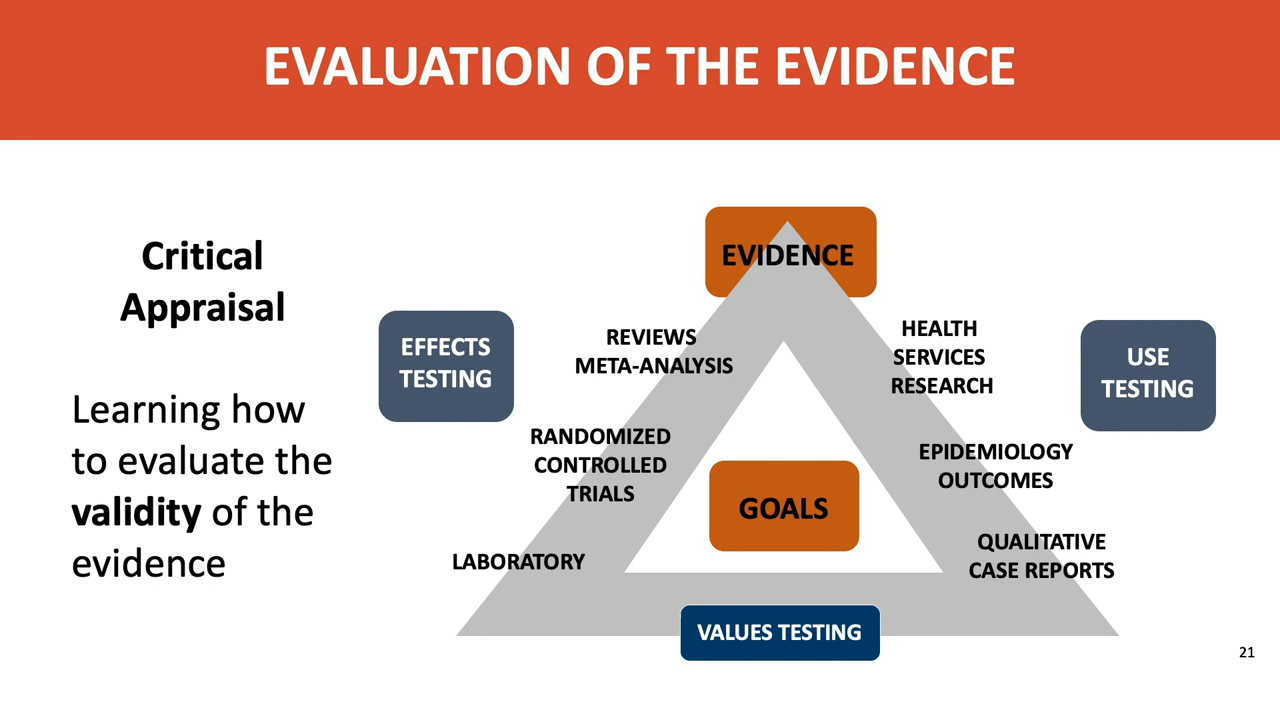 EVALUATION OF THE EVIDENCE
Critical
Appraisal
Learning how
to evaluate the
validity of the
evidence
EVIDENCE
EFFECTS
TESTING
REVIEWS
META-ANALYSIS
HEALTH
SERVICES
RESEARCH
USE
TESTING
RANDOMIZED
CONTROLLED
TRIALS
EPIDEMIOLOGY
OUTCOMES
GOALS
LABORATORY
QUALITATIVE
CASE REPORTS
VALUES TESTING
21